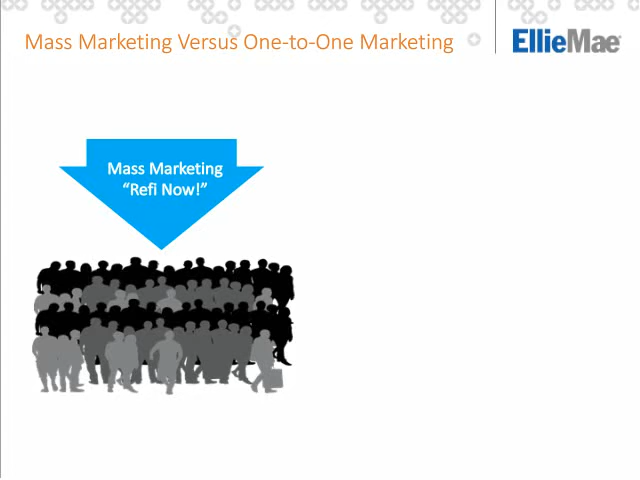 Mass Marketing Versus One-to-One Marketing
EllieMae
Mass Marketing
“Refi Now!”